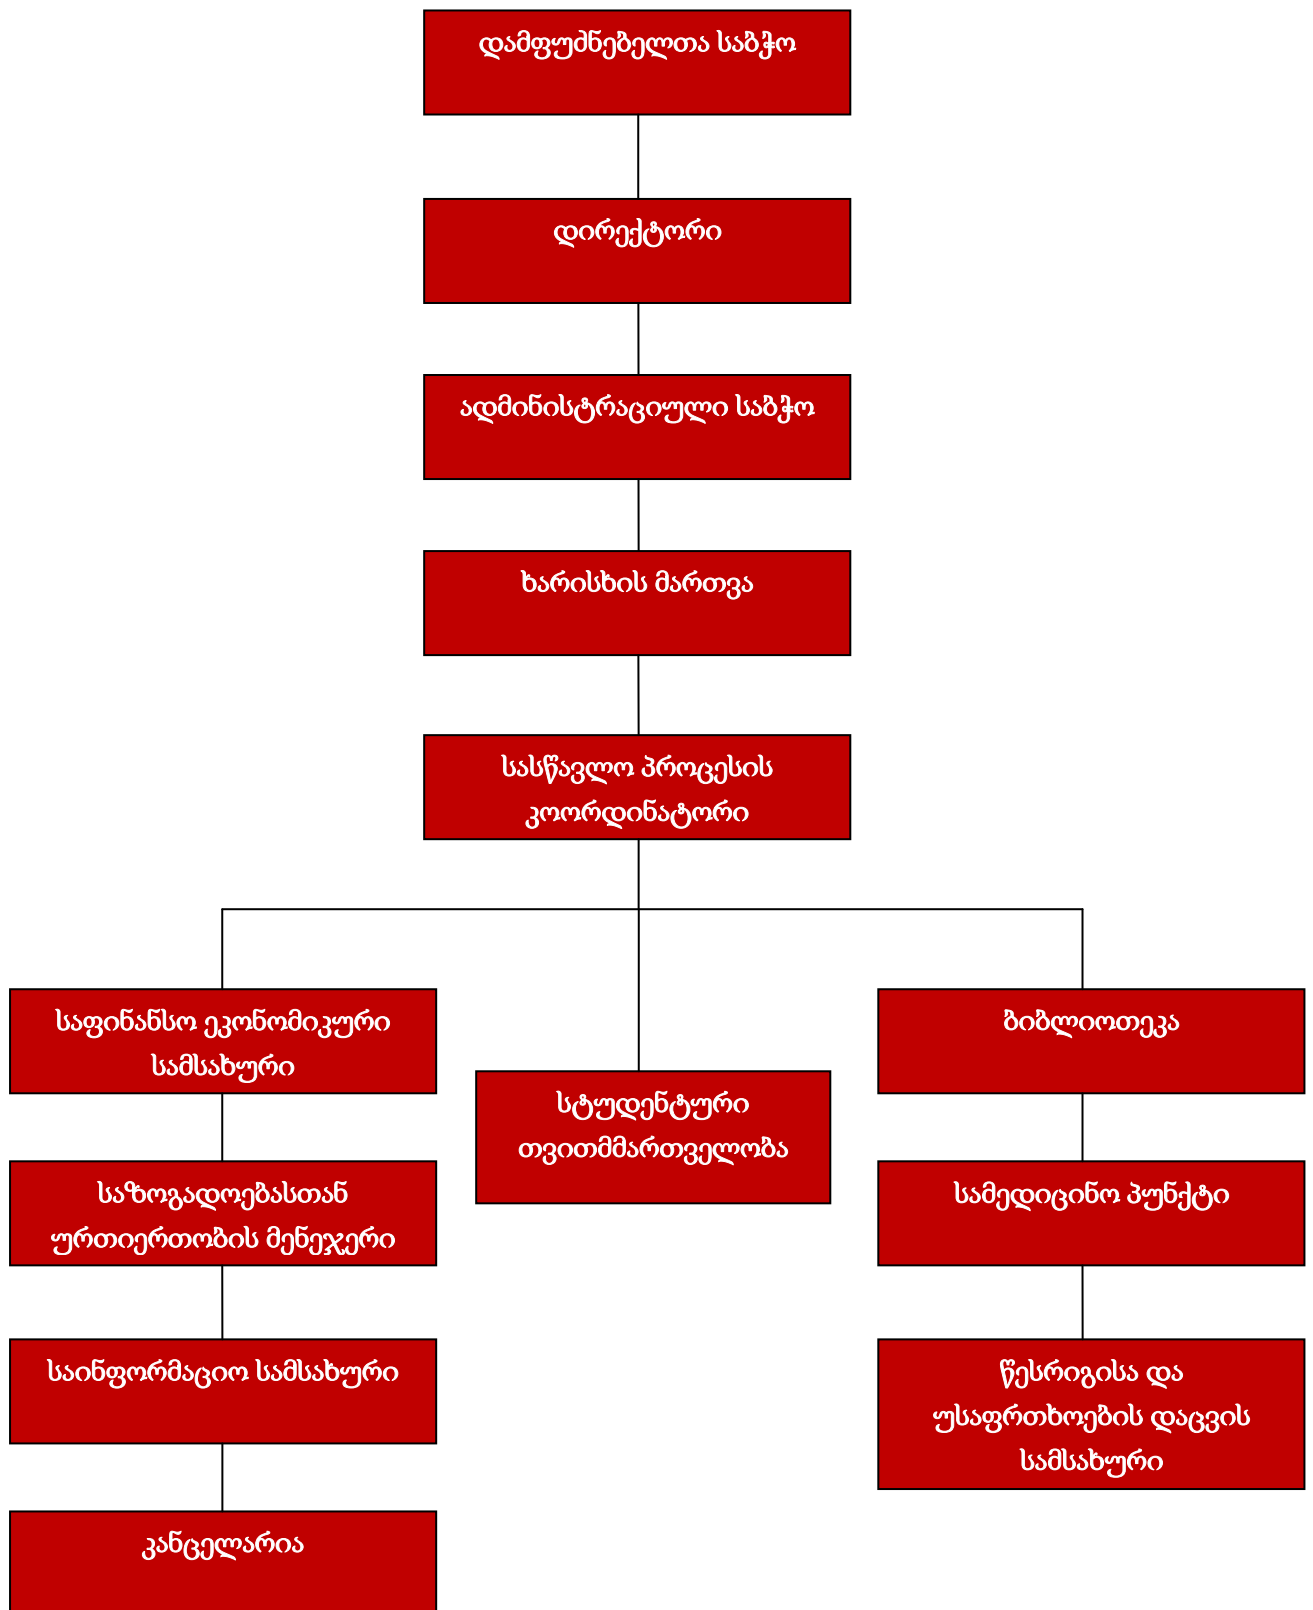 დამფუძნებელთა საბჭო
დირექტორი
ადმინისტრაციული საბჭო
ხარისხის მართვა
სასწავლო პროცესის
კოორდინატორი
საფინანსო ეკონომიკური
სამსახური
საზოგადოებასთან
ურთიერთობის მენეჯერი
საინფორმაციო სამსახური
კანცელარია
სტუდენტური
თვითმმართველობა
ბიბლიოთეკა
სამედიცინო პუნქტი
წესრიგისა და
უსაფრთხოების დაცვის
სამსახური